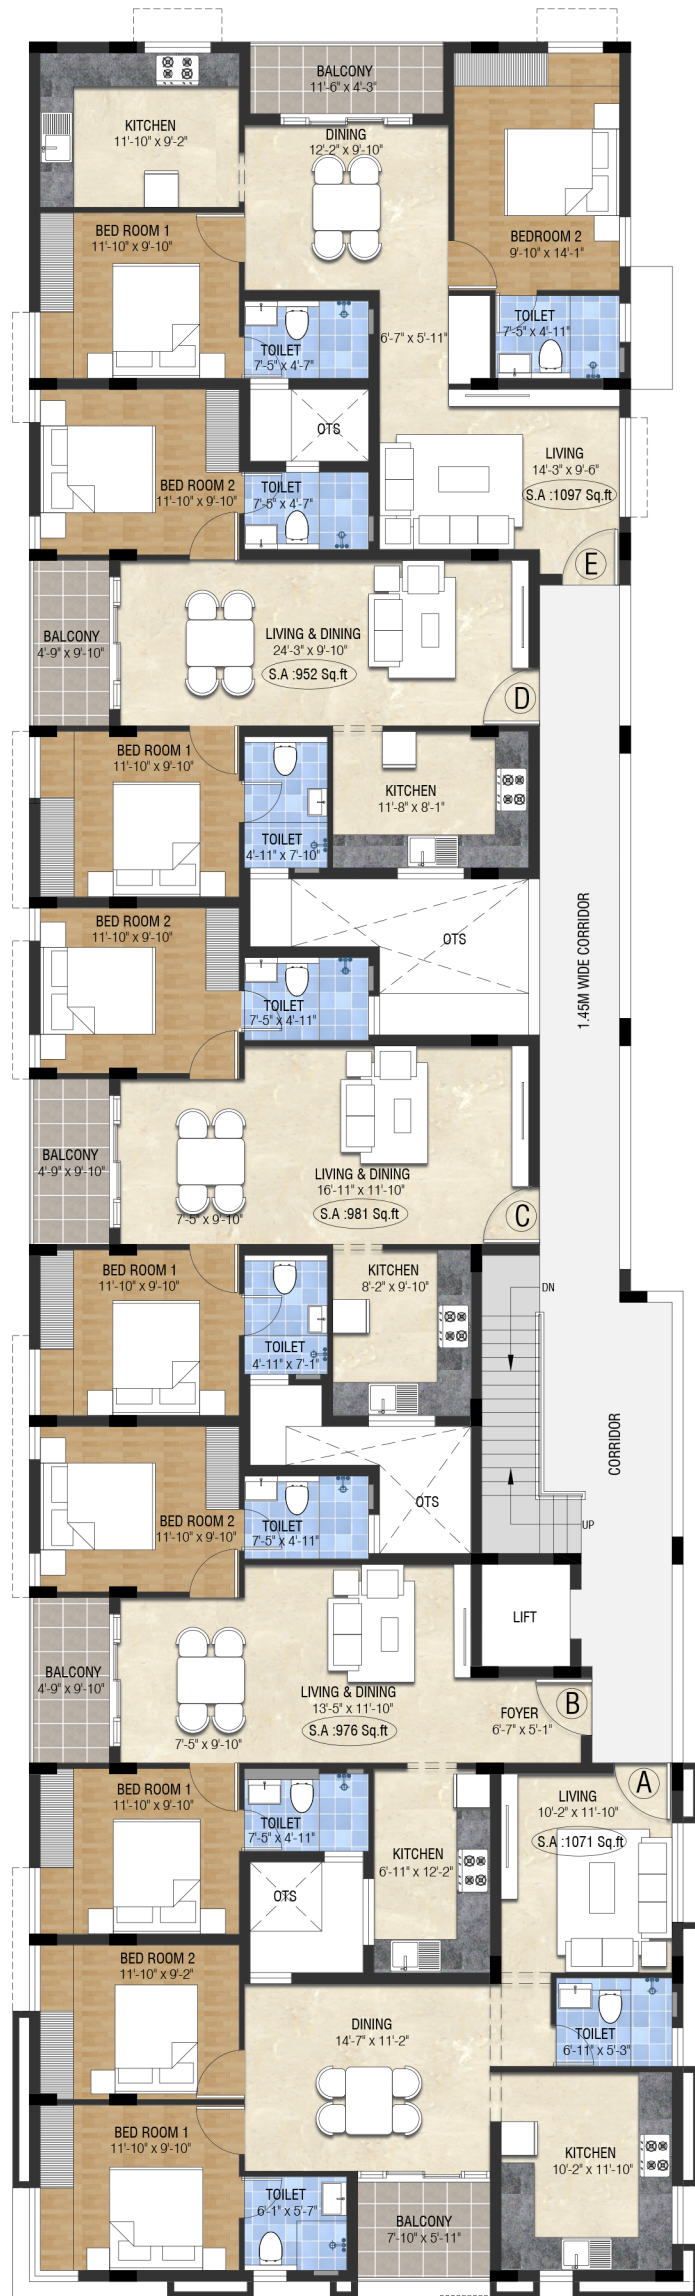 BALCONY
11'-6" x 4'-3"
KITCHEN
11'-10" x 9'-2"
DINING
12'-2" x 9'-10"
BED ROOM 1
11'-10" x 9'-10"
BEDROOM 2
9'-10" x 14'-1"
TOILET
7'-5" x 4'-7"
6'-7" x 5'-11"
TOILET
7'-5" x 4'-11"
OTS
LIVING
14'-3" x 9'-6"
S.A :1097 Sq.ft
BED ROOM 2
11'-10" x 9'-10"
TOILET
7'-5" x 4'-7"
E
BALCONY
4'-9" x 9'-10"
LIVING & DINING
24'-3" x 9'-10"
S.A :952 Sq.ft
D
BED ROOM 1
11'-10" x 9'-10"
KITCHEN
11'-8" x 8'-1"
TOILET
4'-11" x 7'-10"
BED ROOM 2
11'-10" x 9'-10"
OTS
1.45M WIDE CORRIDOR
TOILET
7'-5" x 4'-11"
BALCONY
4'-9" x 9'-10"
LIVING & DINING
16'-11" x 11'-10"
S.A :981 Sq.ft
7'-5" x 9'-10"
C
BED ROOM 1
11'-10" x 9'-10"
KITCHEN
8'-2" x 9'-10"
DN
TOILET
4'-11" x 7'-1"
CORRIDOR
OTS
BED ROOM 2
11'-10" x 9'-10"
TOILET
7'-5" x 4'-11"
UP
LIFT
BALCONY
4'-9" x 9'-10"
LIVING & DINING
13'-5" x 11'-10"
S.A :976 Sq.ft
7'-5" x 9'-10"
FOYER
6'-7" x 5'-1"
B
BED ROOM 1
11'-10" x 9'-10"
TOILET
7'-5" x 4'-11"
A
LIVING
10'-2" x 11'-10"
S.A :1071 Sq.ft
KITCHEN
6'-11" x 12'-2"
OTS
BED ROOM 2
11'-10" x 9'-2"
DINING
14'-7" x 11'-2"
TOILET
6'-11" x 5'-3"
BED ROOM 1
11'-10" x 9'-10"
KITCHEN
10'-2" x 11'-10"
TOILET
6'-1" x 5'-7"
BALCONY
7'-10" x 5'-11"